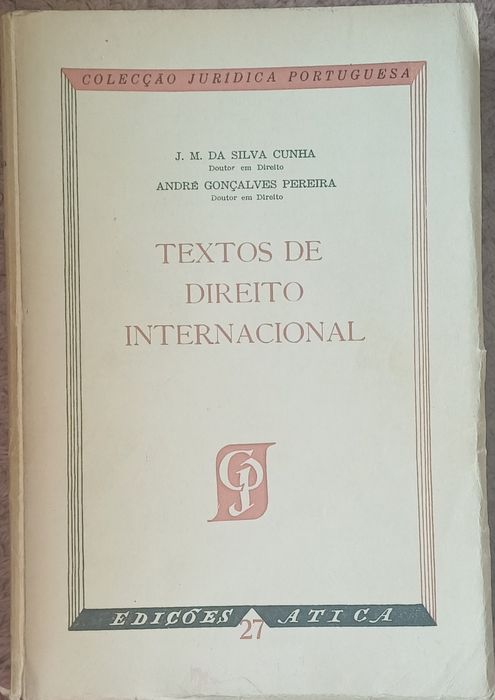 COLECÇÃO JURÍDICA PORTUGUESA
J. M. DA SILVA CUNHA
Doutor em Direito
ANDRÉ GONÇALVES PEREIRA
Doutor em Direito
TEXTOS DE
DIREITO
INTERNACIONAL
CJP
EDIÇÕES ATICA
27